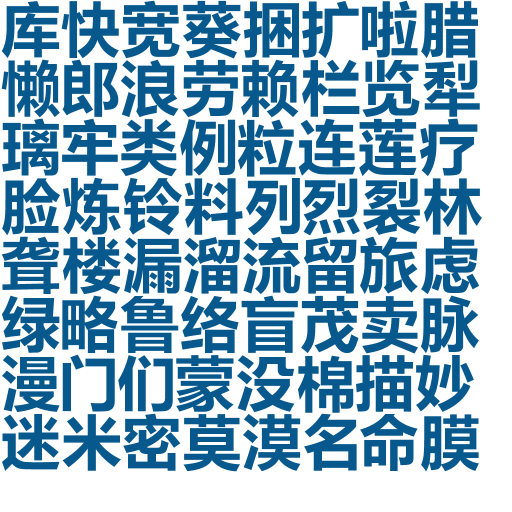 库快宽葵捆扩啦腊
懒郎浪劳赖栏览犁
璃牢类例粒连莲疗
脸炼铃料列烈裂林
聋楼漏溜流留旅虑
绿略鲁络盲茂卖脉
漫门们蒙没棉描妙
迷米密莫漠名命膜